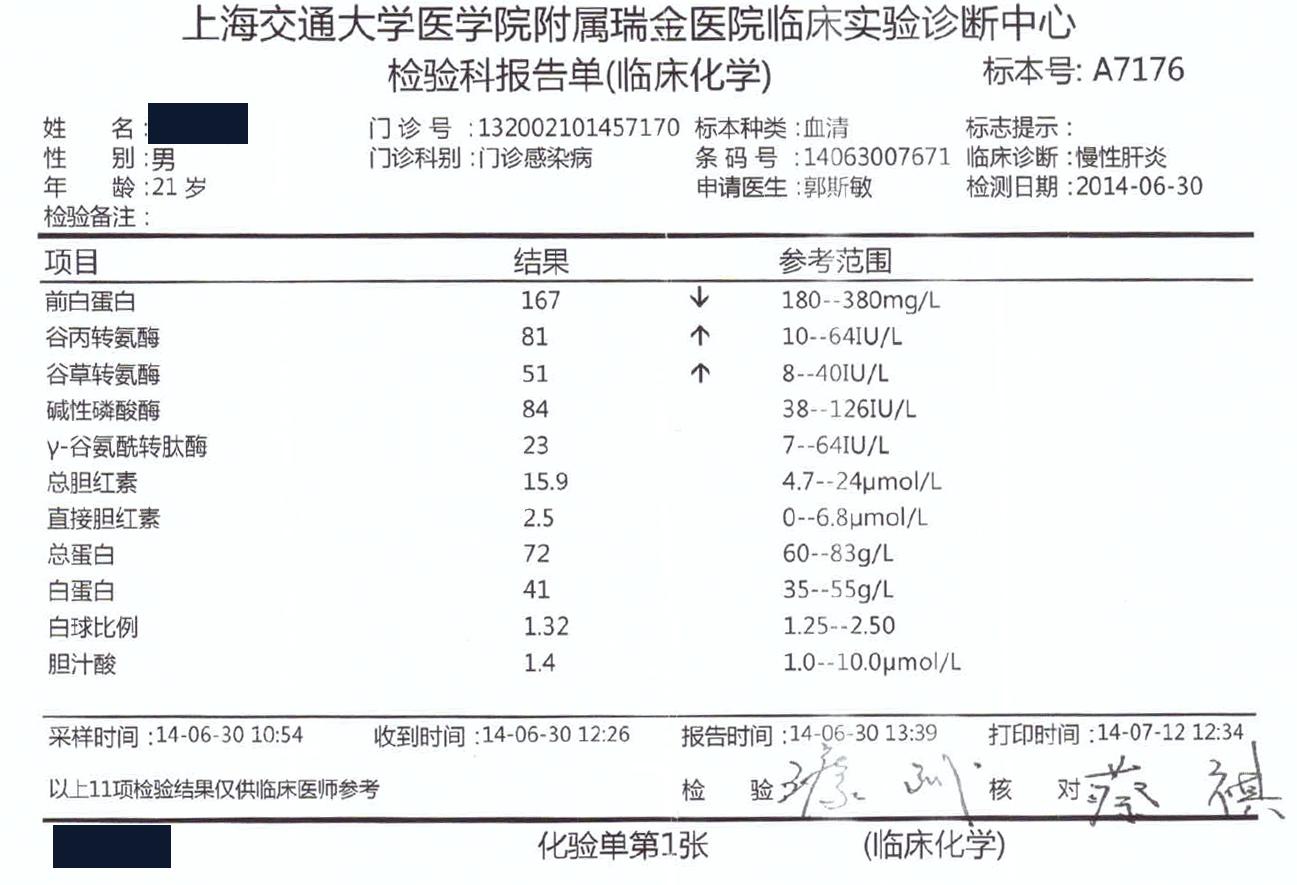 上海交通大学医学院附属瑞金医院临床实验诊断中心
检验科报告单(临床化学) 标本号: A7176
姓 名: 门诊号:132002101457170 标本种类:血清 标志提示:
性 别:男 门诊科别:门诊感染病 条码号:14063007671 临床诊断:慢性肝炎
年 龄:21 岁 申请医生:郭斯敏 检测日期:2014-06-30
检验备注:
项目 结果 参考范围
前白蛋白 167 ↓ 180--380mg/L
谷丙转氨酶 81 ↑ 10--64IU/L
谷草转氨酶 51 ↑ 8--40IU/L
碱性磷酸酶 84 38--126IU/L
γ-谷氨酰转肽酶 23 7--64IU/L
总胆红素 15.9 4.7--24μmol/L
直接胆红素 2.5 0--6.8μmol/L
总蛋白 72 60--83g/L
白蛋白 41 35--55g/L
白球比例 1.32 1.25--2.50
胆汁酸 1.4 1.0--10.0μmol/L
采样时间:14-06-30 10:54 收到时间:14-06-30 12:26 报告时间:14-06-30 13:39 打印时间:14-07-12 12:34
以上11项检验结果仅供临床医师参考 检 验 核 对
化验单第1张 (临床化学)